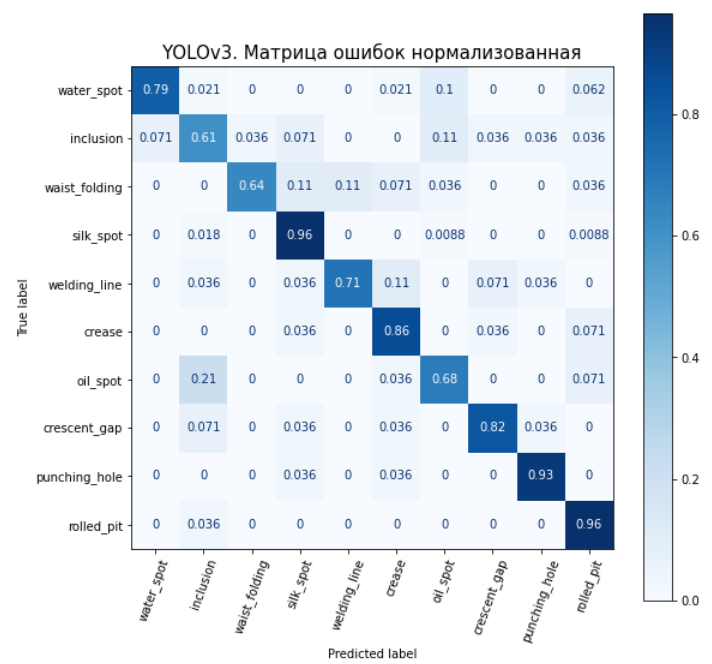 YOLOv3. Матрица ошибок нормализованная
water_spot 0.79 0.021 0 0 0 0.021 0.1 0 0 0.062
inclusion 0.071 0.61 0.036 0.071 0 0 0.11 0.036 0.036 0.036
waist_folding 0 0 0.64 0.11 0.11 0.071 0.036 0 0 0.036
silk_spot 0 0.018 0 0.96 0 0 0.0088 0 0 0.0088
welding_line 0 0.036 0 0.036 0.71 0.11 0 0.071 0.036 0
crease 0 0 0 0.036 0 0.86 0 0.036 0 0.071
oil_spot 0 0.21 0 0 0 0.036 0.68 0 0 0.071
crescent_gap 0 0.071 0 0.036 0 0.036 0 0.82 0.036 0
punching_hole 0 0 0 0.036 0 0.036 0 0 0.93 0
rolled_pit 0 0.036 0 0 0 0 0 0 0 0.96
True label
water_spot inclusion waist_folding silk_spot welding_line crease oil_spot crescent_gap punching_hole rolled_pit
Predicted label
0.8
0.6
0.4
0.2
0.0